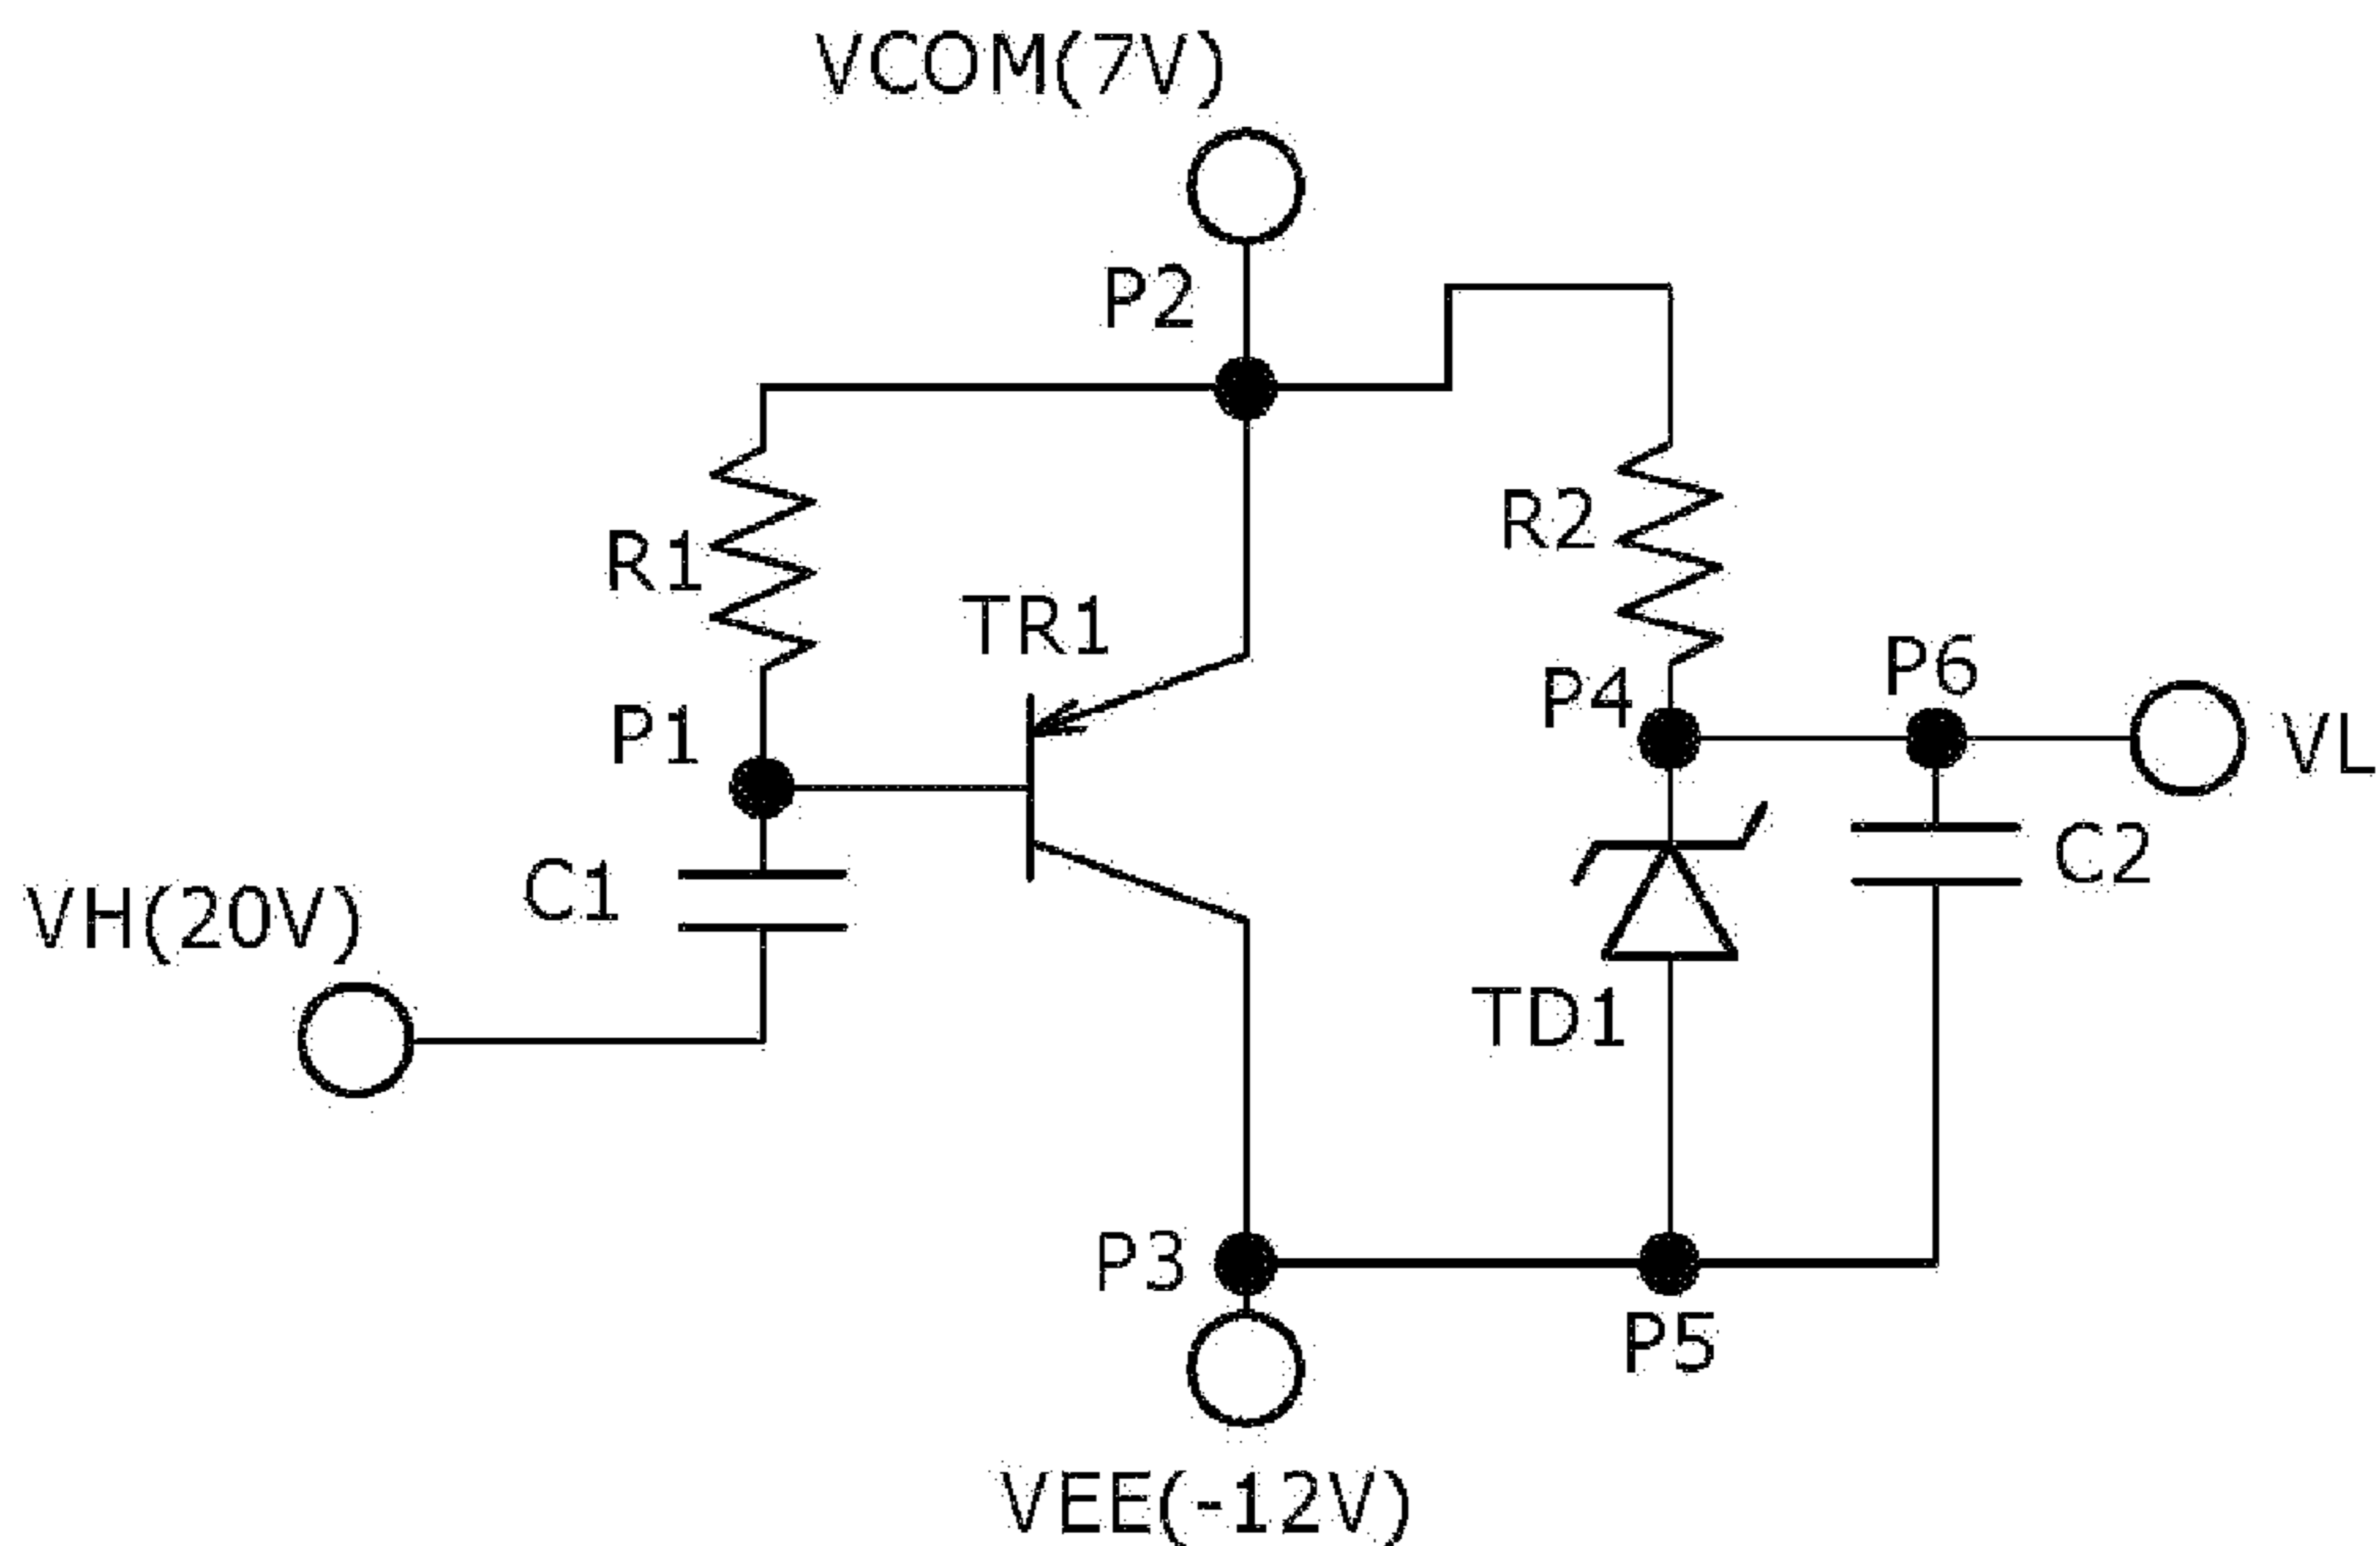 VCOM(7V)
P2
R1
R2
TR1
P4
P6
P1
VL
C1
C2
VH(20V)
TD1
P3
P5
VEE(-12V)